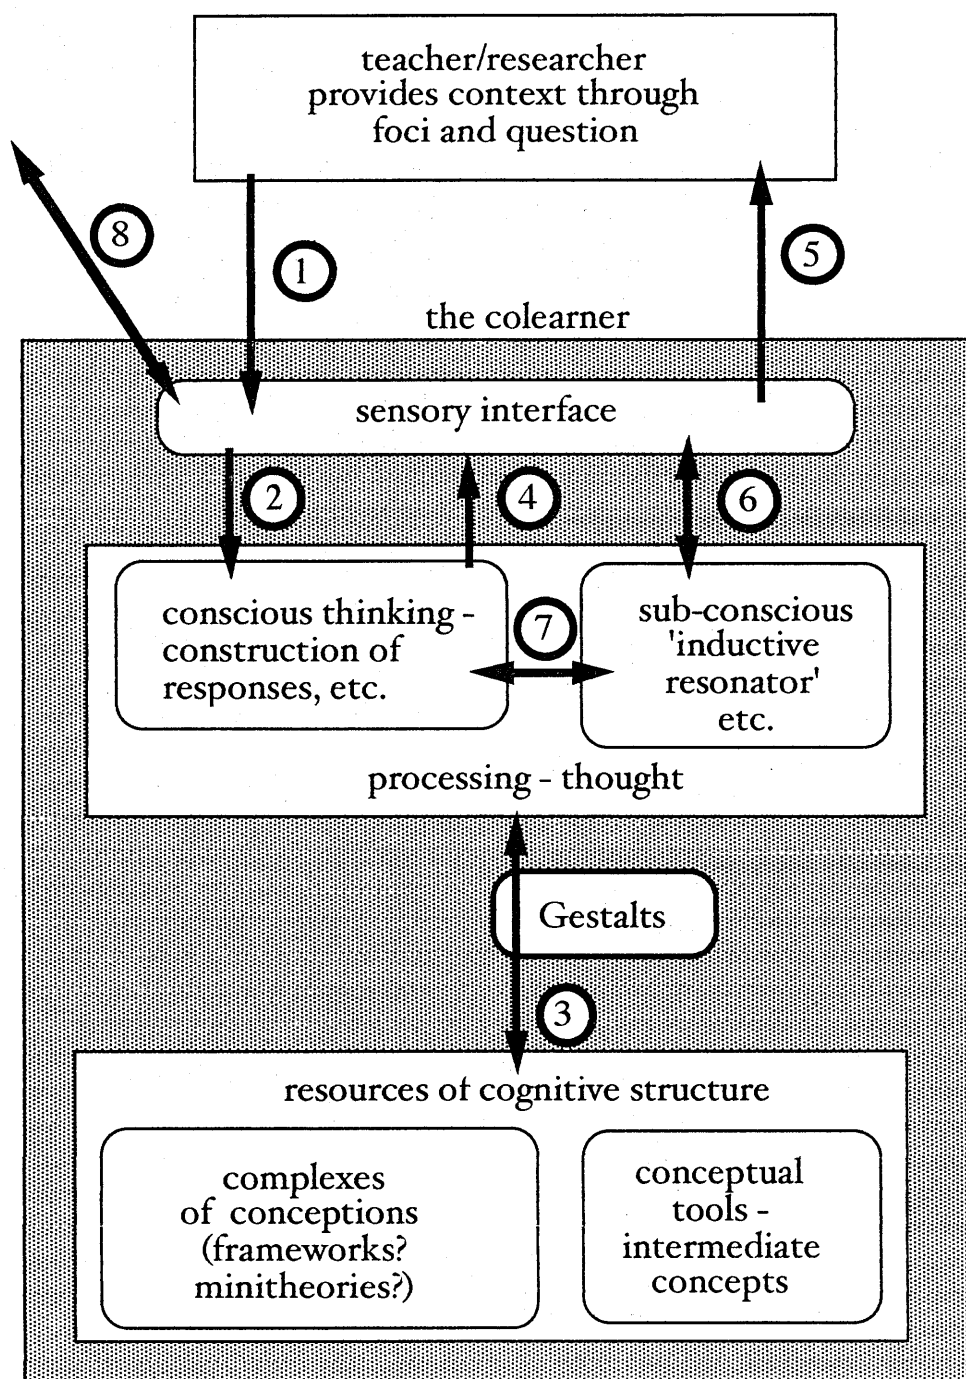 teacher/researcher
provides context through
foci and question
8
1
5
the colearner
sensory interface
2
4
6
conscious thinking -
construction of
responses, etc.
7
sub-conscious
'inductive
resonator'
etc.
processing - thought
Gestalts
3
resources of cognitive structure
complexes
of conceptions
(frameworks?
minitheories?)
conceptual
tools -
intermediate
concepts